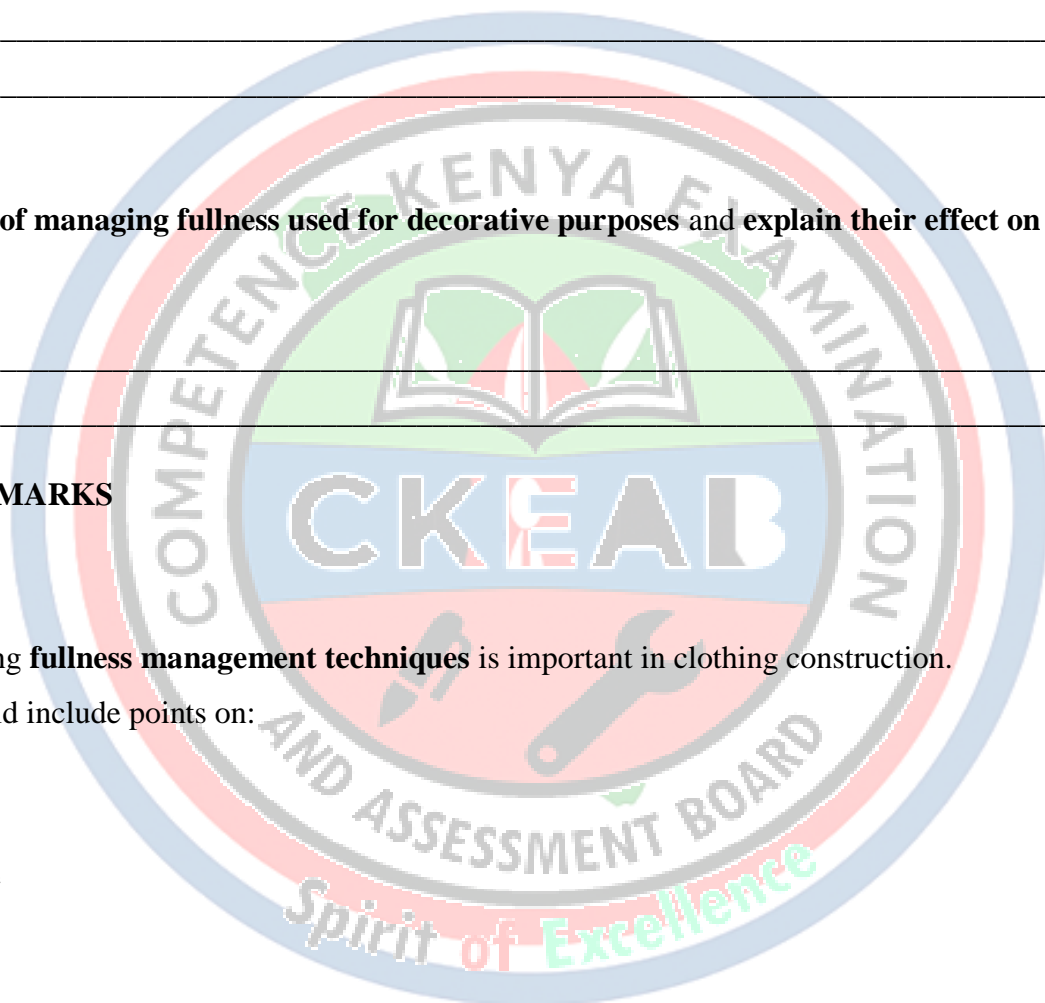 of managing fullness used for decorative purposes and explain their effect on
MARKS
ng fullness management techniques is important in clothing construction.
d include points on:
COMPETENCE KENYA EXAMINATION
CKEAB
AND ASSESSMENT BOARD
Spirit of Excellence